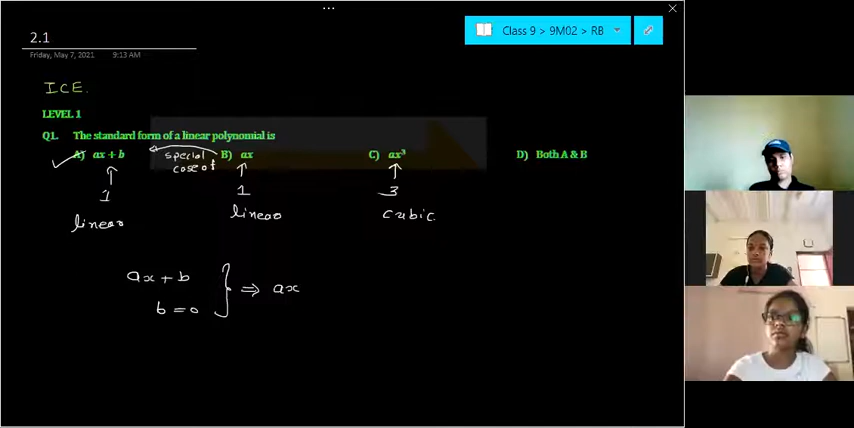 2.1
Friday, May 7, 2021 9:13 AM
Class 9 > 9M02 > RB
ICE.
LEVEL 1
Q1. The standard form of a linear polynomial is
A) ax + b B) ax C) ax³ D) Both A & B
special case of
1 1 3
linear linear cubic
ax + b
b = 0 } ⇒ ax